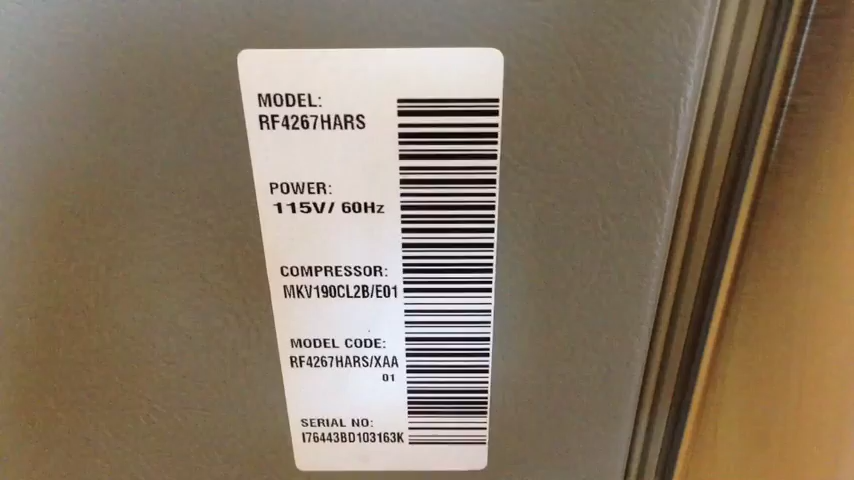 MODEL:
RF4267HARS
POWER:
115V/ 60Hz
COMPRESSOR:
MKV190CL2B/E01
MODEL CODE:
RF4267HARS/XAA
01
SERIAL NO:
I76443BD103163K